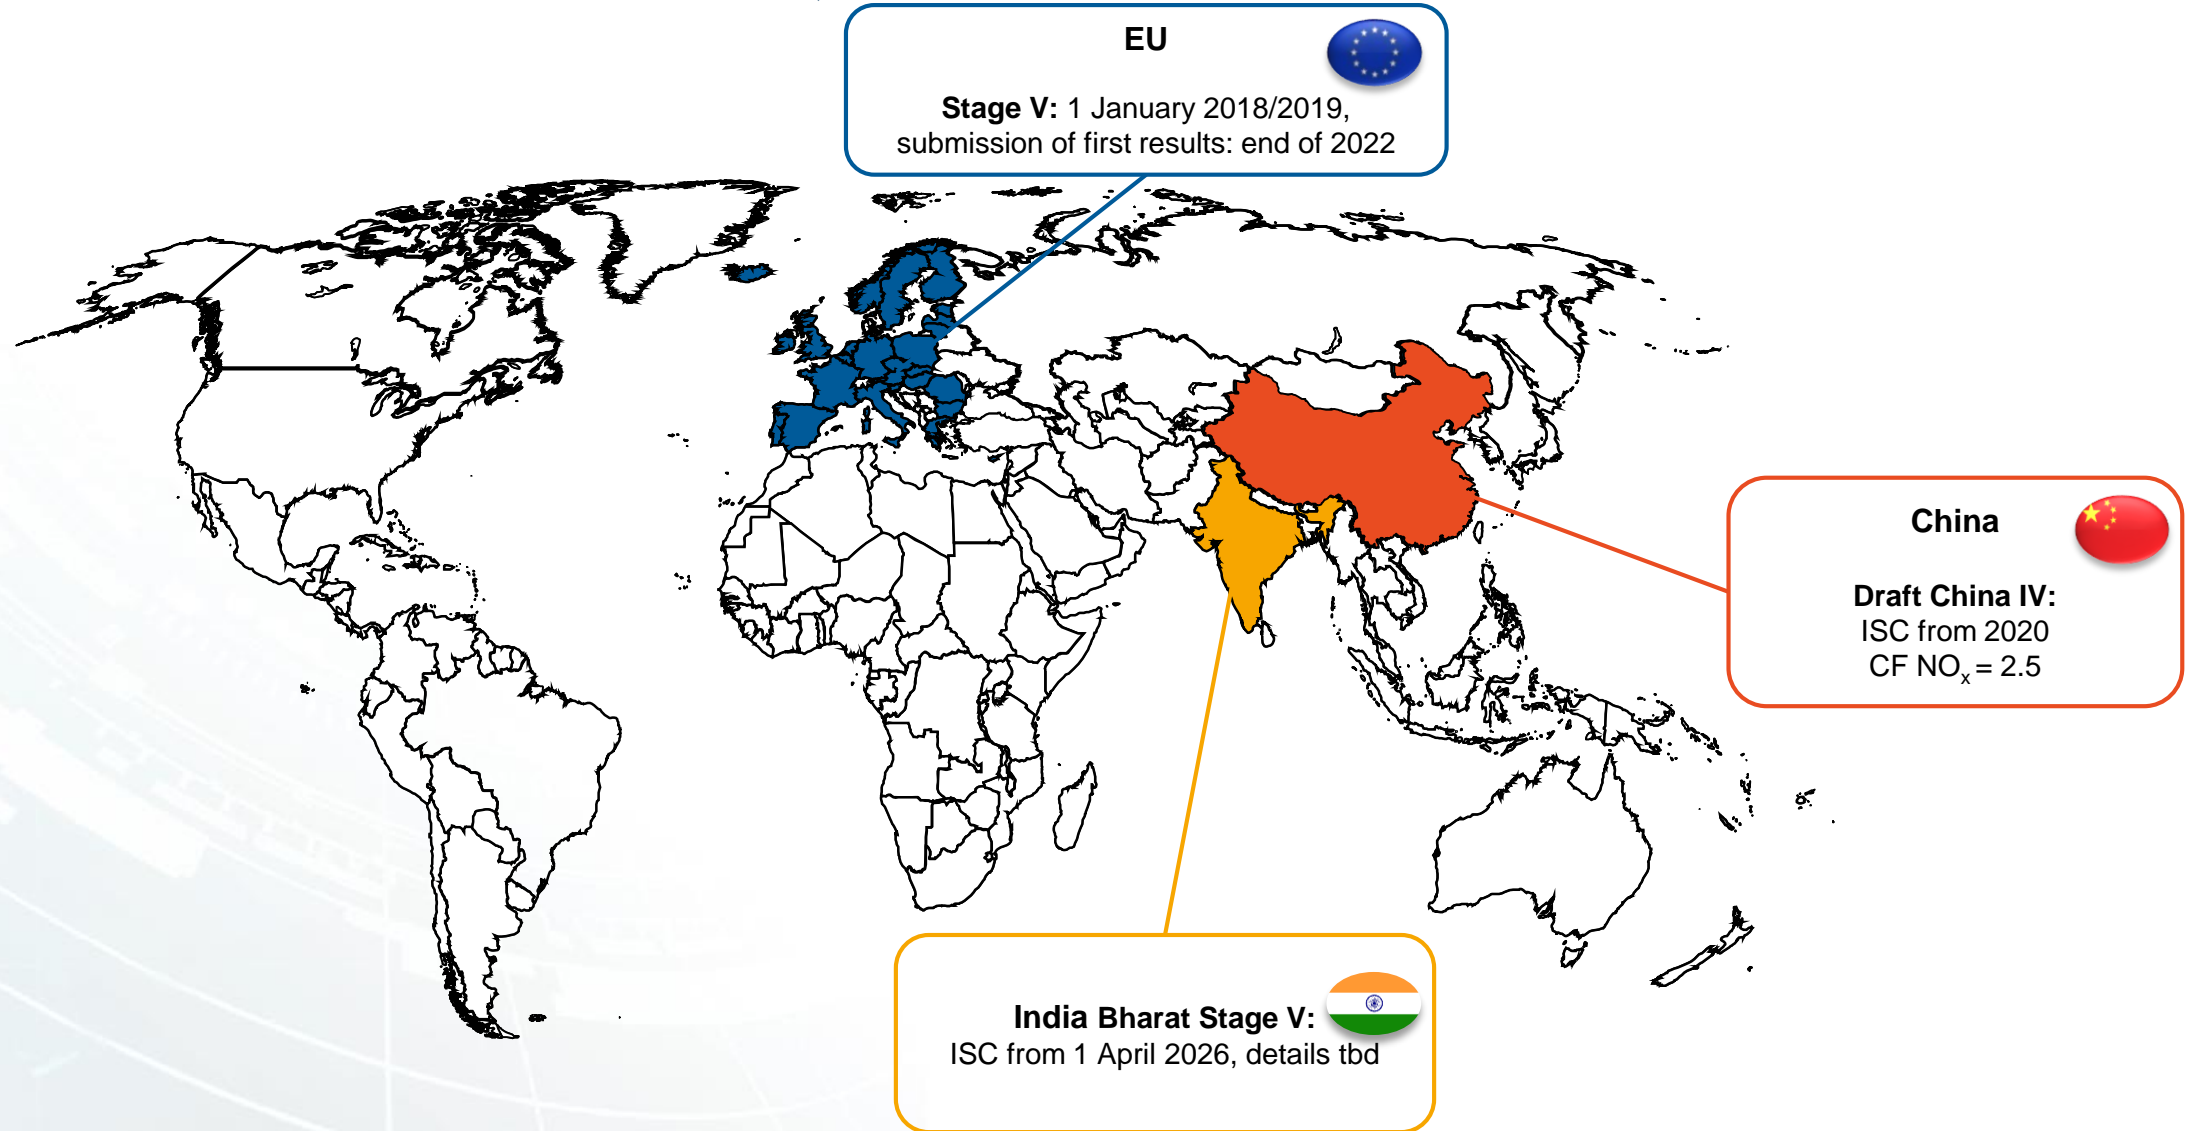 EU
Stage V: 1 January 2018/2019,
submission of first results: end of 2022
China
Draft China IV:
ISC from 2020
CF NOx = 2.5
India Bharat Stage V:
ISC from 1 April 2026, details tbd